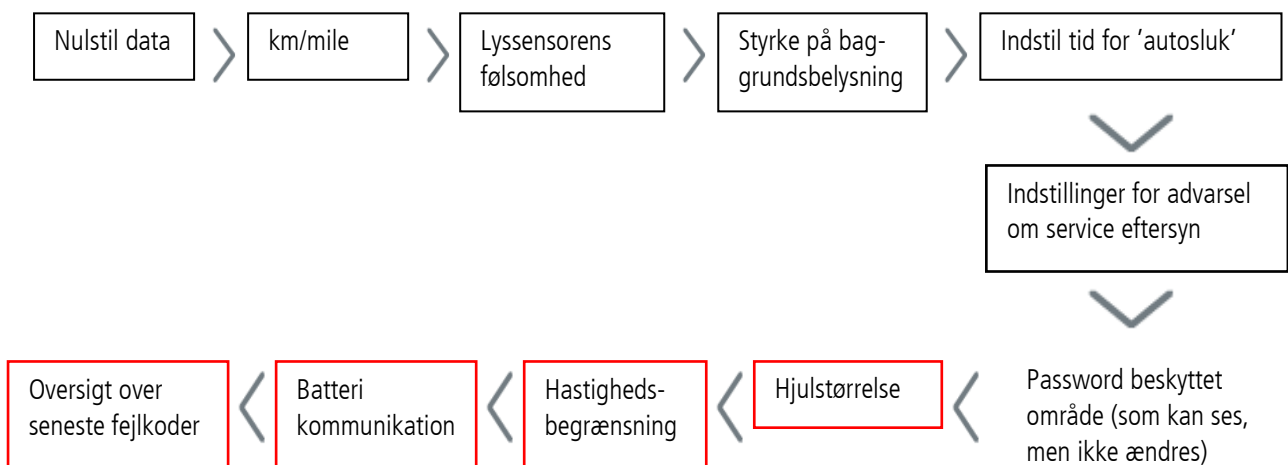 Nulstil data
km/mile
Lyssensorens
følsomhed
Styrke på bag-
grundsbelysning
Indstil tid for ’autosluk’
Indstillinger for advarsel
om service eftersyn
Password beskyttet
område (som kan ses,
men ikke ændres)
Hjulstørrelse
Hastigheds-
begrænsning
Batteri
kommunikation
Oversigt over
seneste fejlkoder